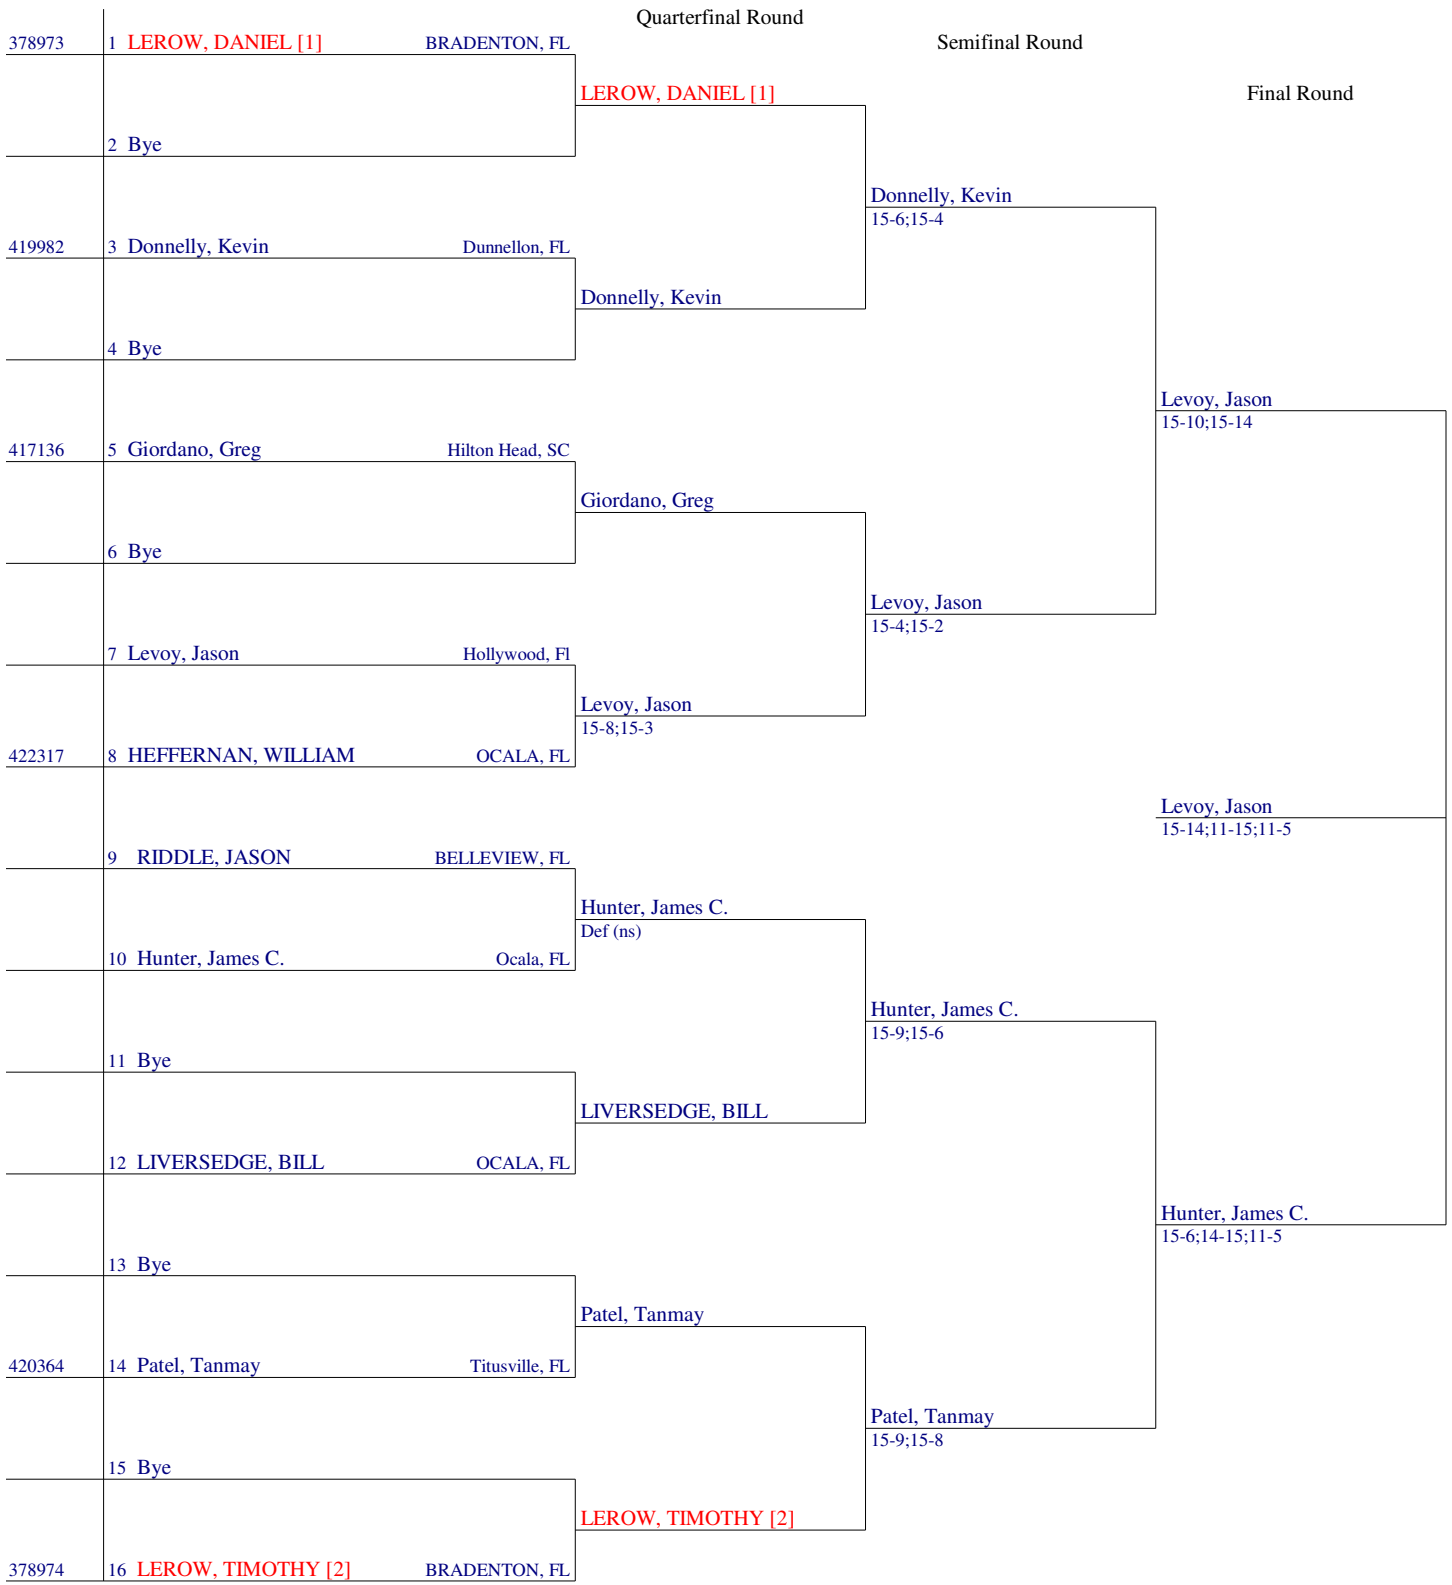 Quarterfinal Round
378973 1 LEROW, DANIEL [1] BRADENTON, FL Semifinal Round
LEROW, DANIEL [1] Final Round
2 Bye
Donnelly, Kevin
15-6;15-4
419982 3 Donnelly, Kevin Dunnellon, FL
Donnelly, Kevin
4 Bye
Levoy, Jason
15-10;15-14
417136 5 Giordano, Greg Hilton Head, SC
Giordano, Greg
6 Bye
Levoy, Jason
15-4;15-2
7 Levoy, Jason Hollywood, Fl
Levoy, Jason
15-8;15-3
422317 8 HEFFERNAN, WILLIAM OCALA, FL
Levoy, Jason
15-14;11-15;11-5
9 RIDDLE, JASON BELLEVIEW, FL
Hunter, James C.
Def (ns)
10 Hunter, James C. Ocala, FL
Hunter, James C.
15-9;15-6
11 Bye
LIVERSEDGE, BILL
12 LIVERSEDGE, BILL OCALA, FL
Hunter, James C.
15-6;14-15;11-5
13 Bye
Patel, Tanmay
420364 14 Patel, Tanmay Titusville, FL
Patel, Tanmay
15-9;15-8
15 Bye
LEROW, TIMOTHY [2]
378974 16 LEROW, TIMOTHY [2] BRADENTON, FL